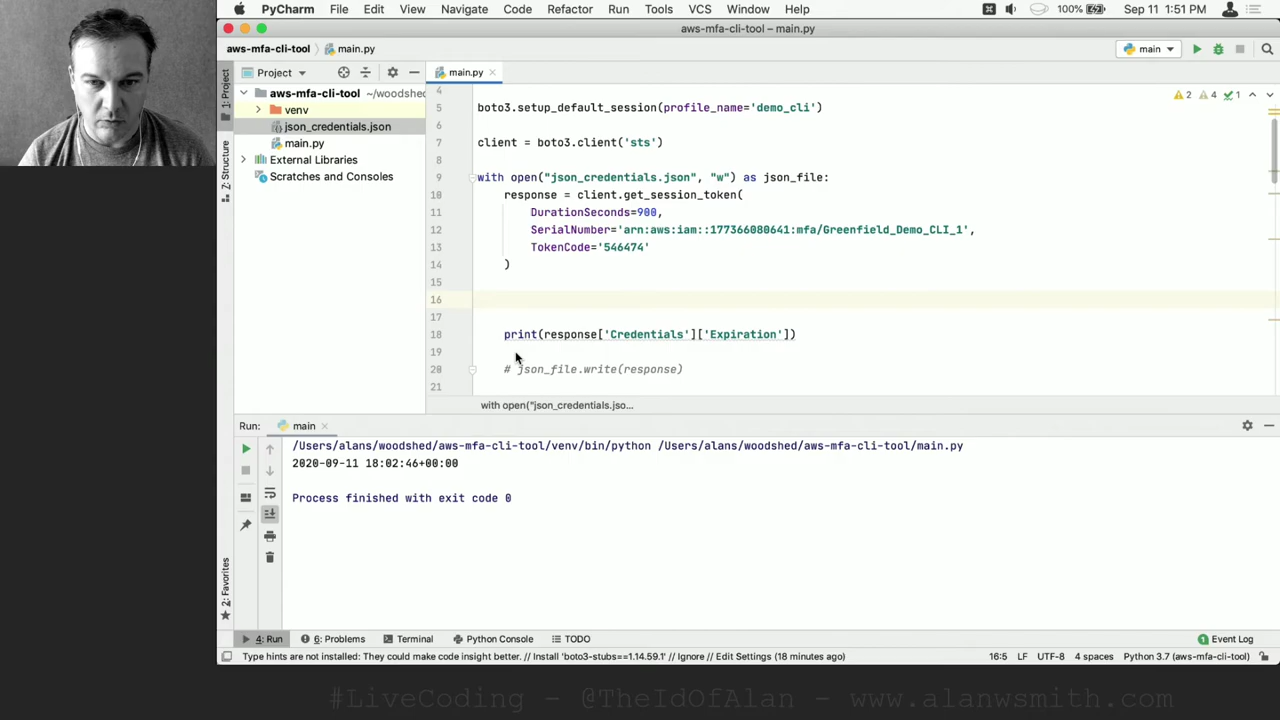 PyCharm File Edit View Navigate Code Refactor Run Tools VCS Window Help 100% Sep 11 1:51 PM
aws-mfa-cli-tool – main.py
aws-mfa-cli-tool main.py main
1: Project
Z: Structure
2: Favorites
Project
aws-mfa-cli-tool ~/woodshed
venv
json_credentials.json
main.py
External Libraries
Scratches and Consoles
main.py
2 4 1
4
5 boto3.setup_default_session(profile_name='demo_cli')
6
7 client = boto3.client('sts')
8
9 with open("json_credentials.json", "w") as json_file:
10 response = client.get_session_token(
11 DurationSeconds=900,
12 SerialNumber='arn:aws:iam::177366080641:mfa/Greenfield_Demo_CLI_1',
13 TokenCode='546474'
14 )
15
16
17
18 print(response['Credentials']['Expiration'])
19
20 # json_file.write(response)
21
with open("json_credentials.jso...
Run: main
/Users/alans/woodshed/aws-mfa-cli-tool/venv/bin/python /Users/alans/woodshed/aws-mfa-cli-tool/main.py
2020-09-11 18:02:46+00:00
Process finished with exit code 0
4: Run 6: Problems Terminal Python Console TODO 1 Event Log
Type hints are not installed: They could make code insight better. // Install 'boto3-stubs==1.14.59.1' // Ignore // Edit Settings (18 minutes ago) 16:5 LF UTF-8 4 spaces Python 3.7 (aws-mfa-cli-tool)
#LiveCoding - @TheIdOfAlan - www.alanwsmith.com